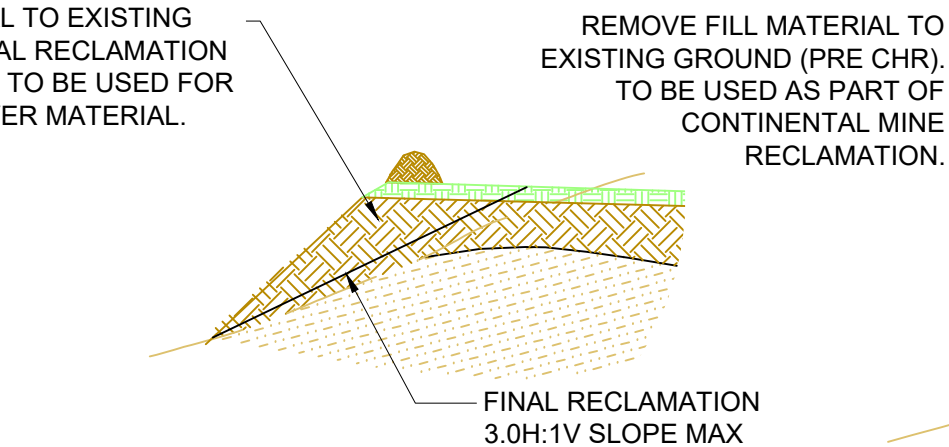 L TO EXISTING
AL RECLAMATION
TO BE USED FOR
ER MATERIAL.
REMOVE FILL MATERIAL TO
EXISTING GROUND (PRE CHR).
TO BE USED AS PART OF
CONTINENTAL MINE
RECLAMATION.
FINAL RECLAMATION
3.0H:1V SLOPE MAX